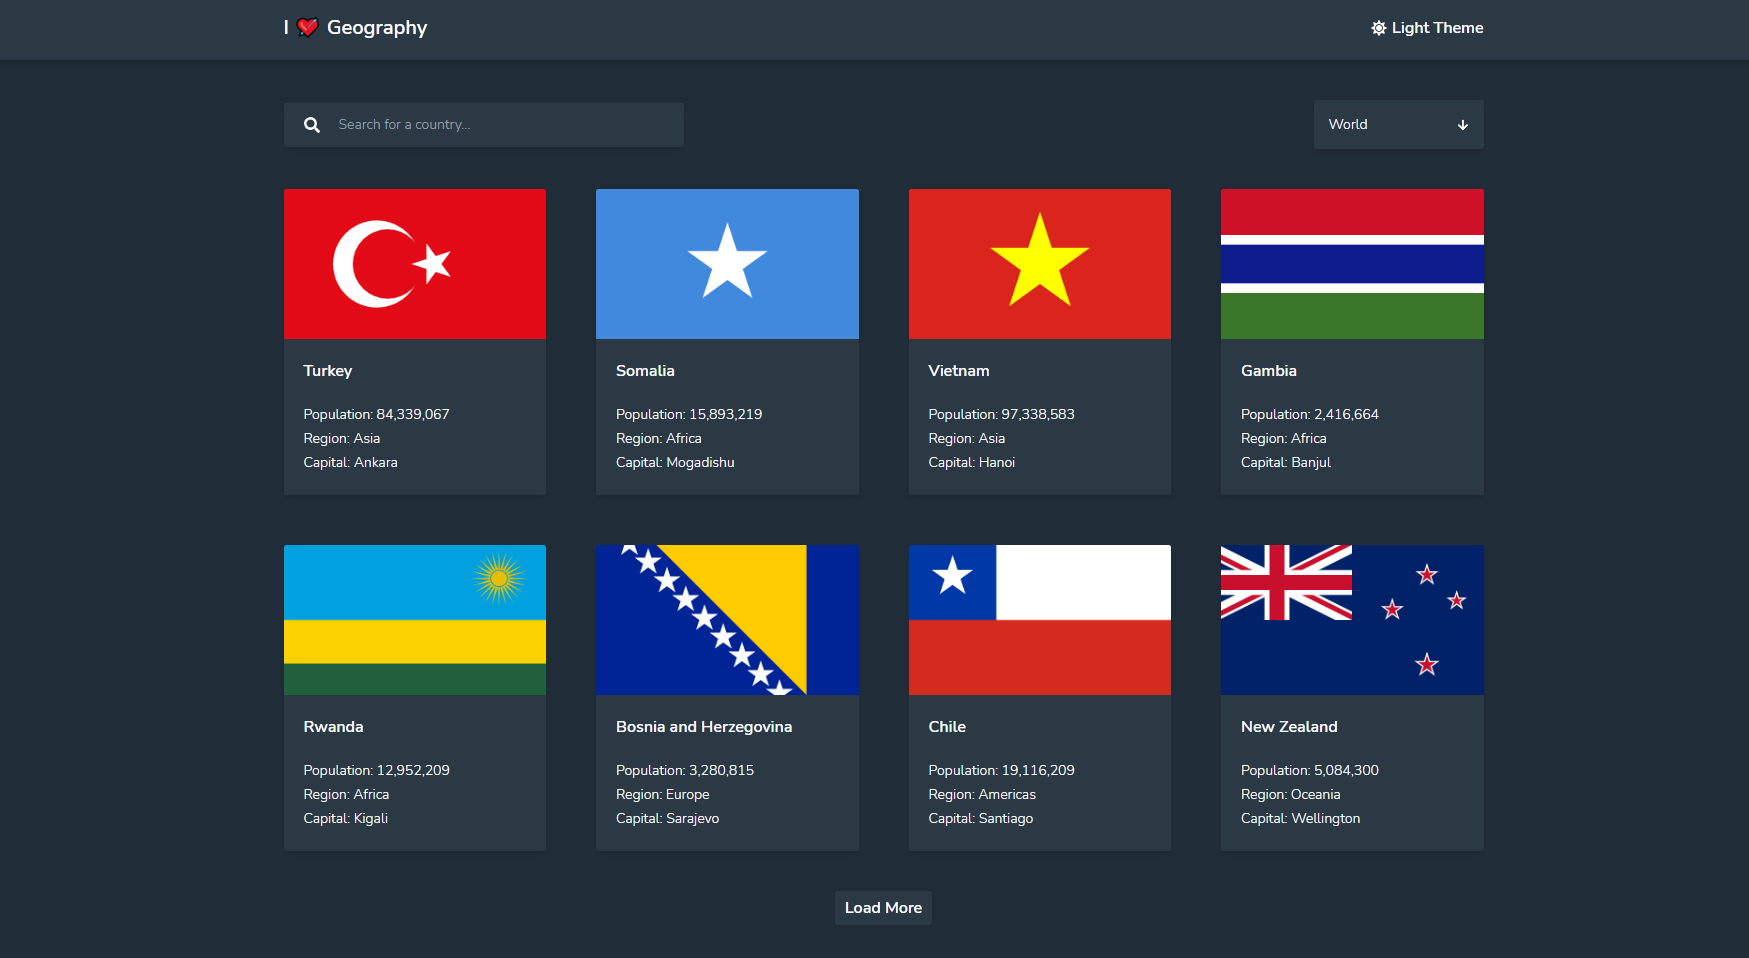 I Geography
Light Theme
Search for a country...
World
Turkey
Population: 84,339,067
Region: Asia
Capital: Ankara
Somalia
Population: 15,893,219
Region: Africa
Capital: Mogadishu
Vietnam
Population: 97,338,583
Region: Asia
Capital: Hanoi
Gambia
Population: 2,416,664
Region: Africa
Capital: Banjul
Rwanda
Population: 12,952,209
Region: Africa
Capital: Kigali
Bosnia and Herzegovina
Population: 3,280,815
Region: Europe
Capital: Sarajevo
Chile
Population: 19,116,209
Region: Americas
Capital: Santiago
New Zealand
Population: 5,084,300
Region: Oceania
Capital: Wellington
Load More